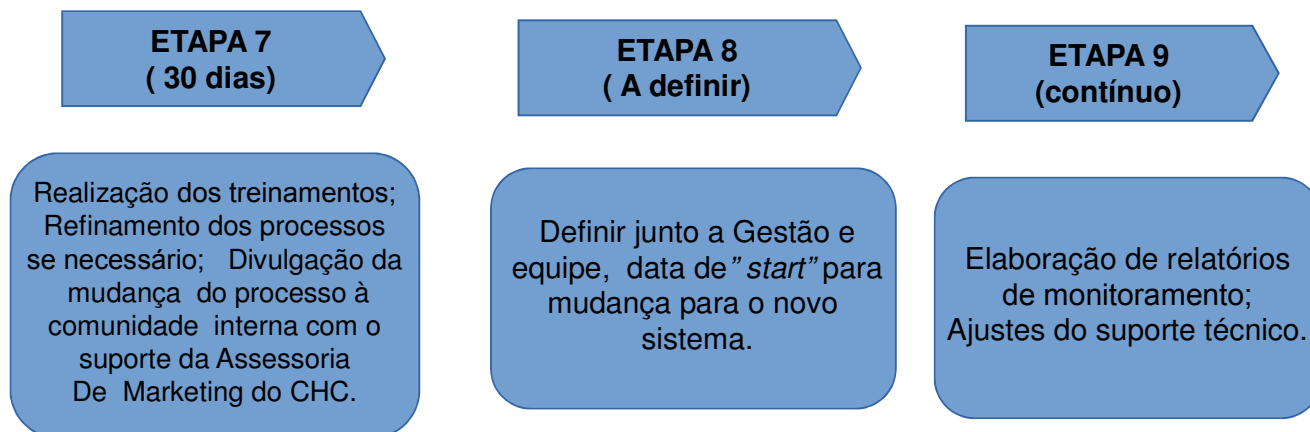 ETAPA 7
( 30 dias)
Realização dos treinamentos;
Refinamento dos processos
se necessário; Divulgação da
mudança do processo à
comunidade interna com o
suporte da Assessoria
De Marketing do CHC.
ETAPA 8
( A definir)
Definir junto a Gestão e
equipe, data de” start” para
mudança para o novo
sistema.
ETAPA 9
(contínuo)
Elaboração de relatórios
de monitoramento;
Ajustes do suporte técnico.